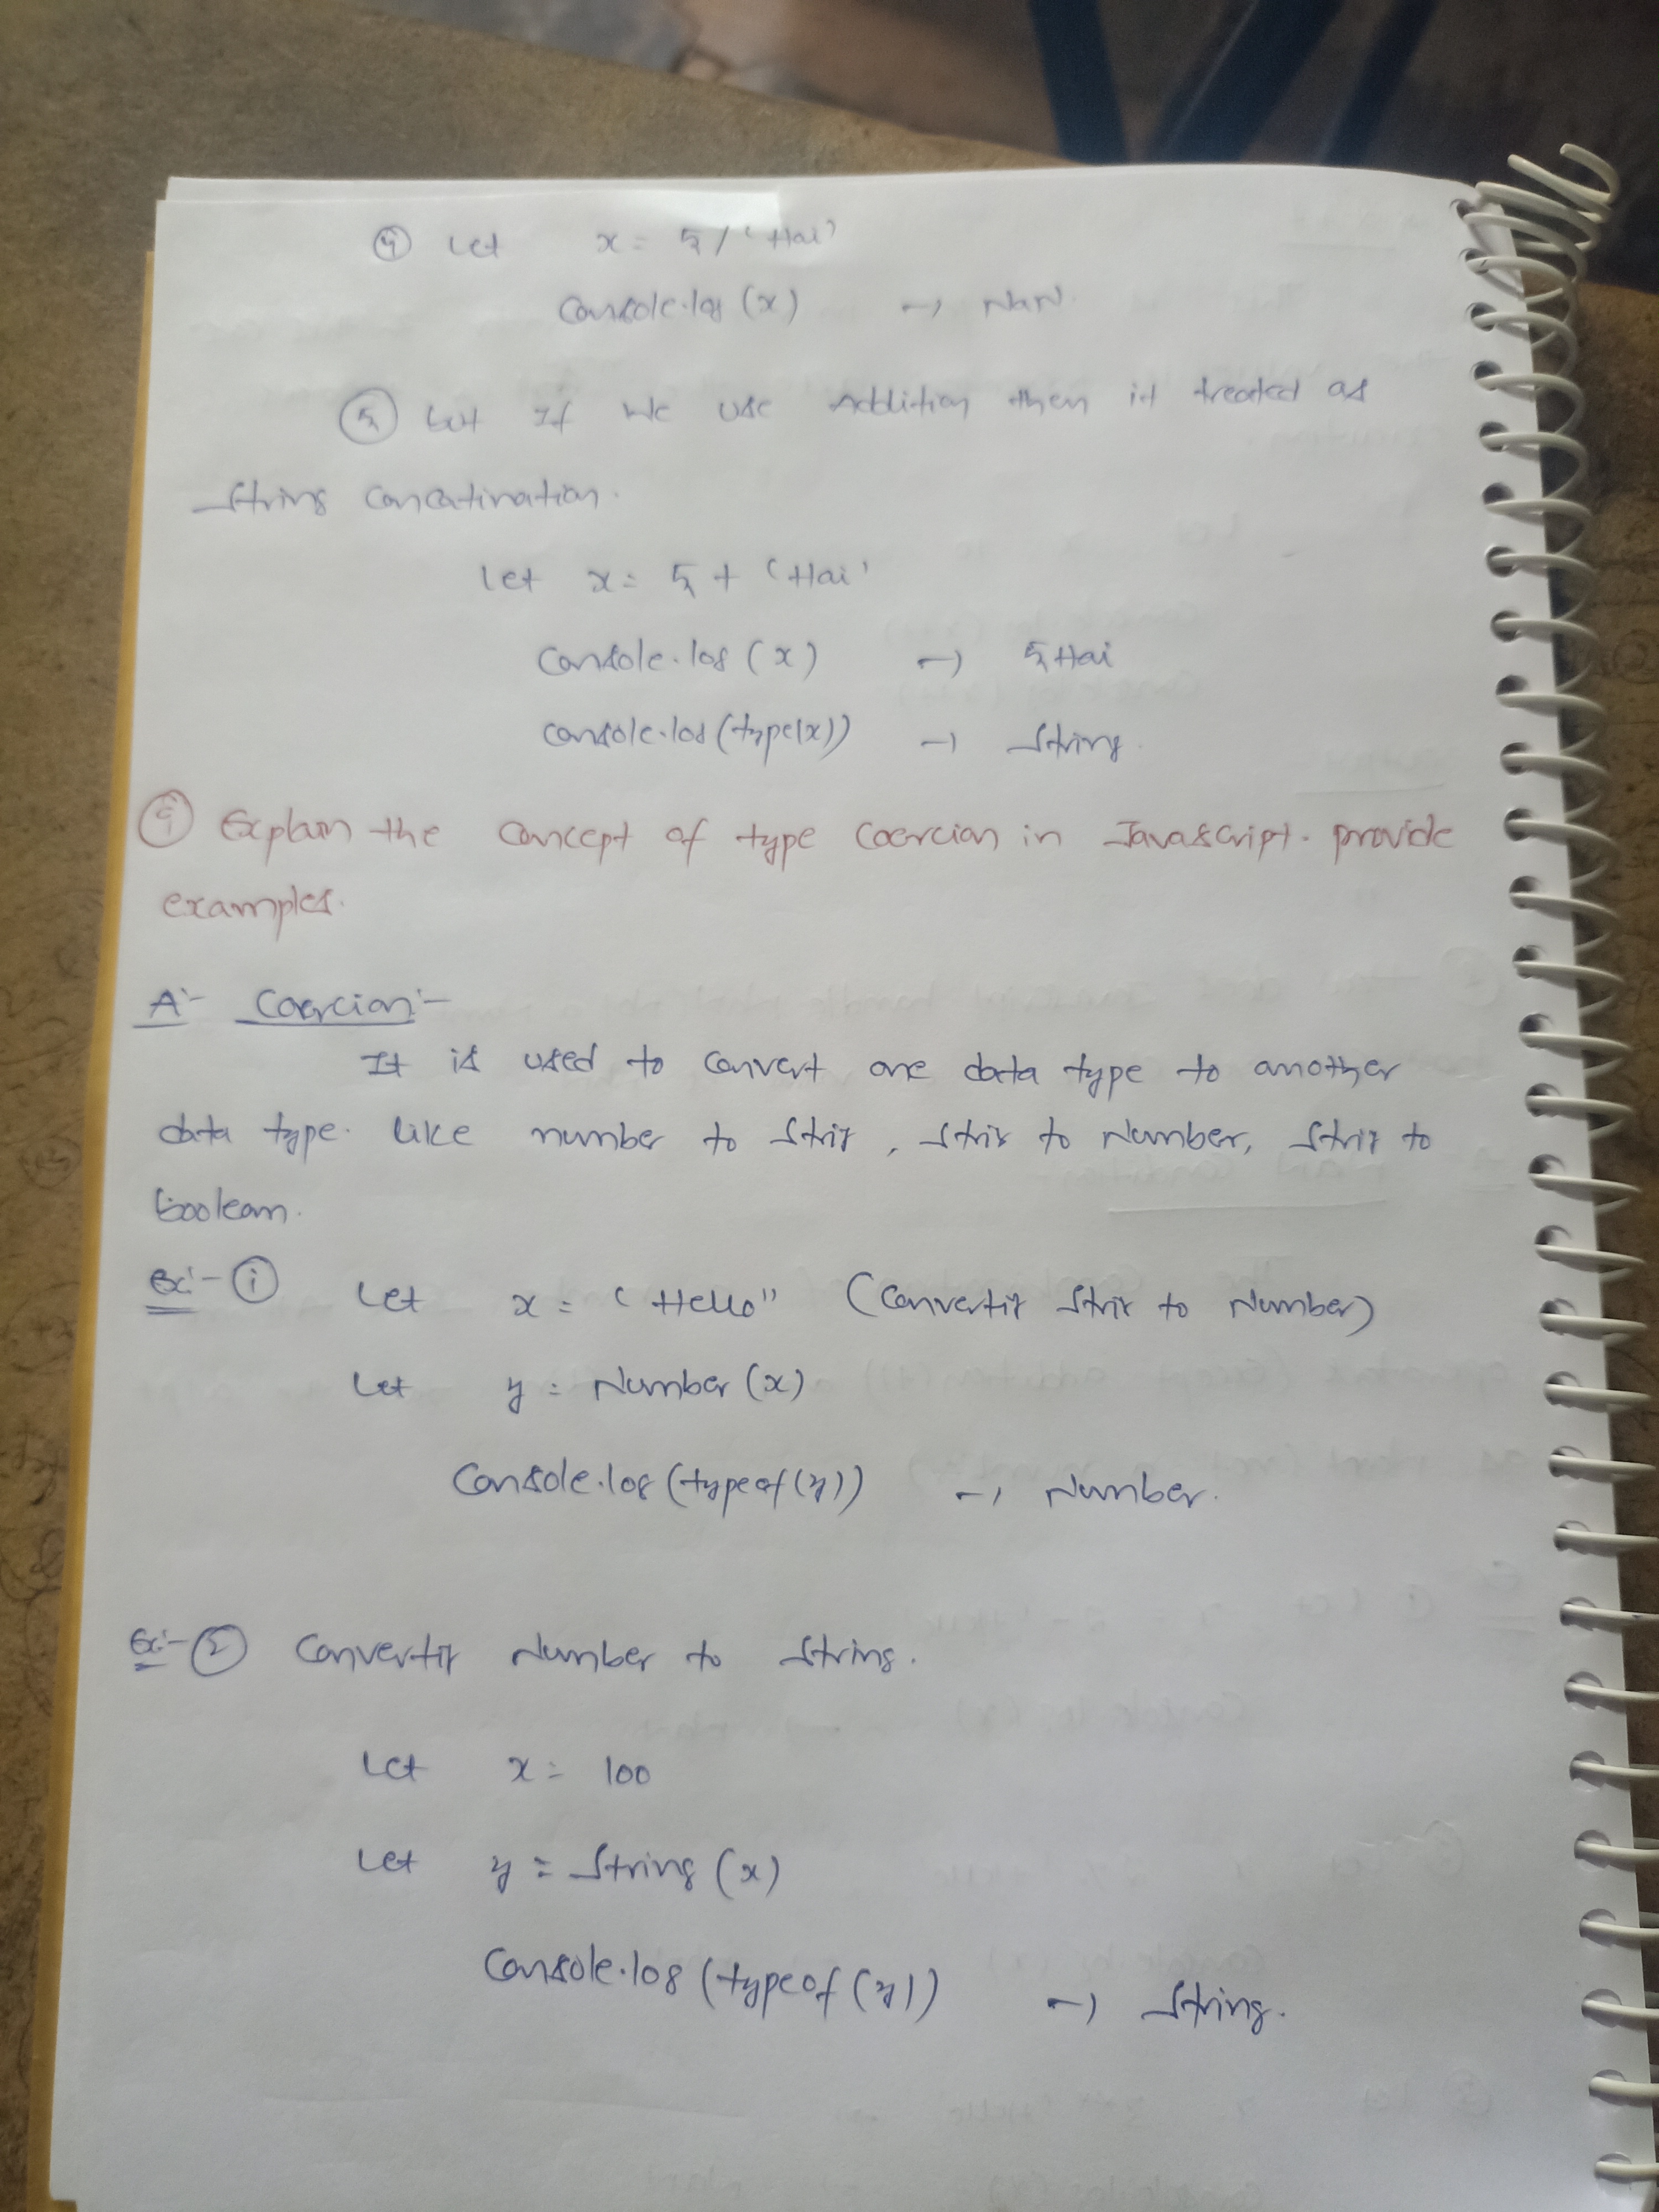 ④ Let x = 5 / 'Hai'
Console.log (x) → NaN.
⑤ but If We use Addition then it treated as
String Concatination.
Let x = 5 + 'Hai'
Console.log (x) → 5Hai
Console.log (type(x)) → String.
⑨ Explain the concept of type Coercion in Javascript. provide
examples.
A:- Coercion:-
It is used to convert one data type to another
data type. like number to Strig, Strig to Number, Strig to
boolean.
Ex:- ① Let x = "Hello" (Convertig Strig to Number)
Let y = Number (x)
Console.log (typeof (y)) → Number.
Ex:- ② Convertig Number to String.
Let x = 100
Let y = String (x)
Console.log (typeof (y)) → String.